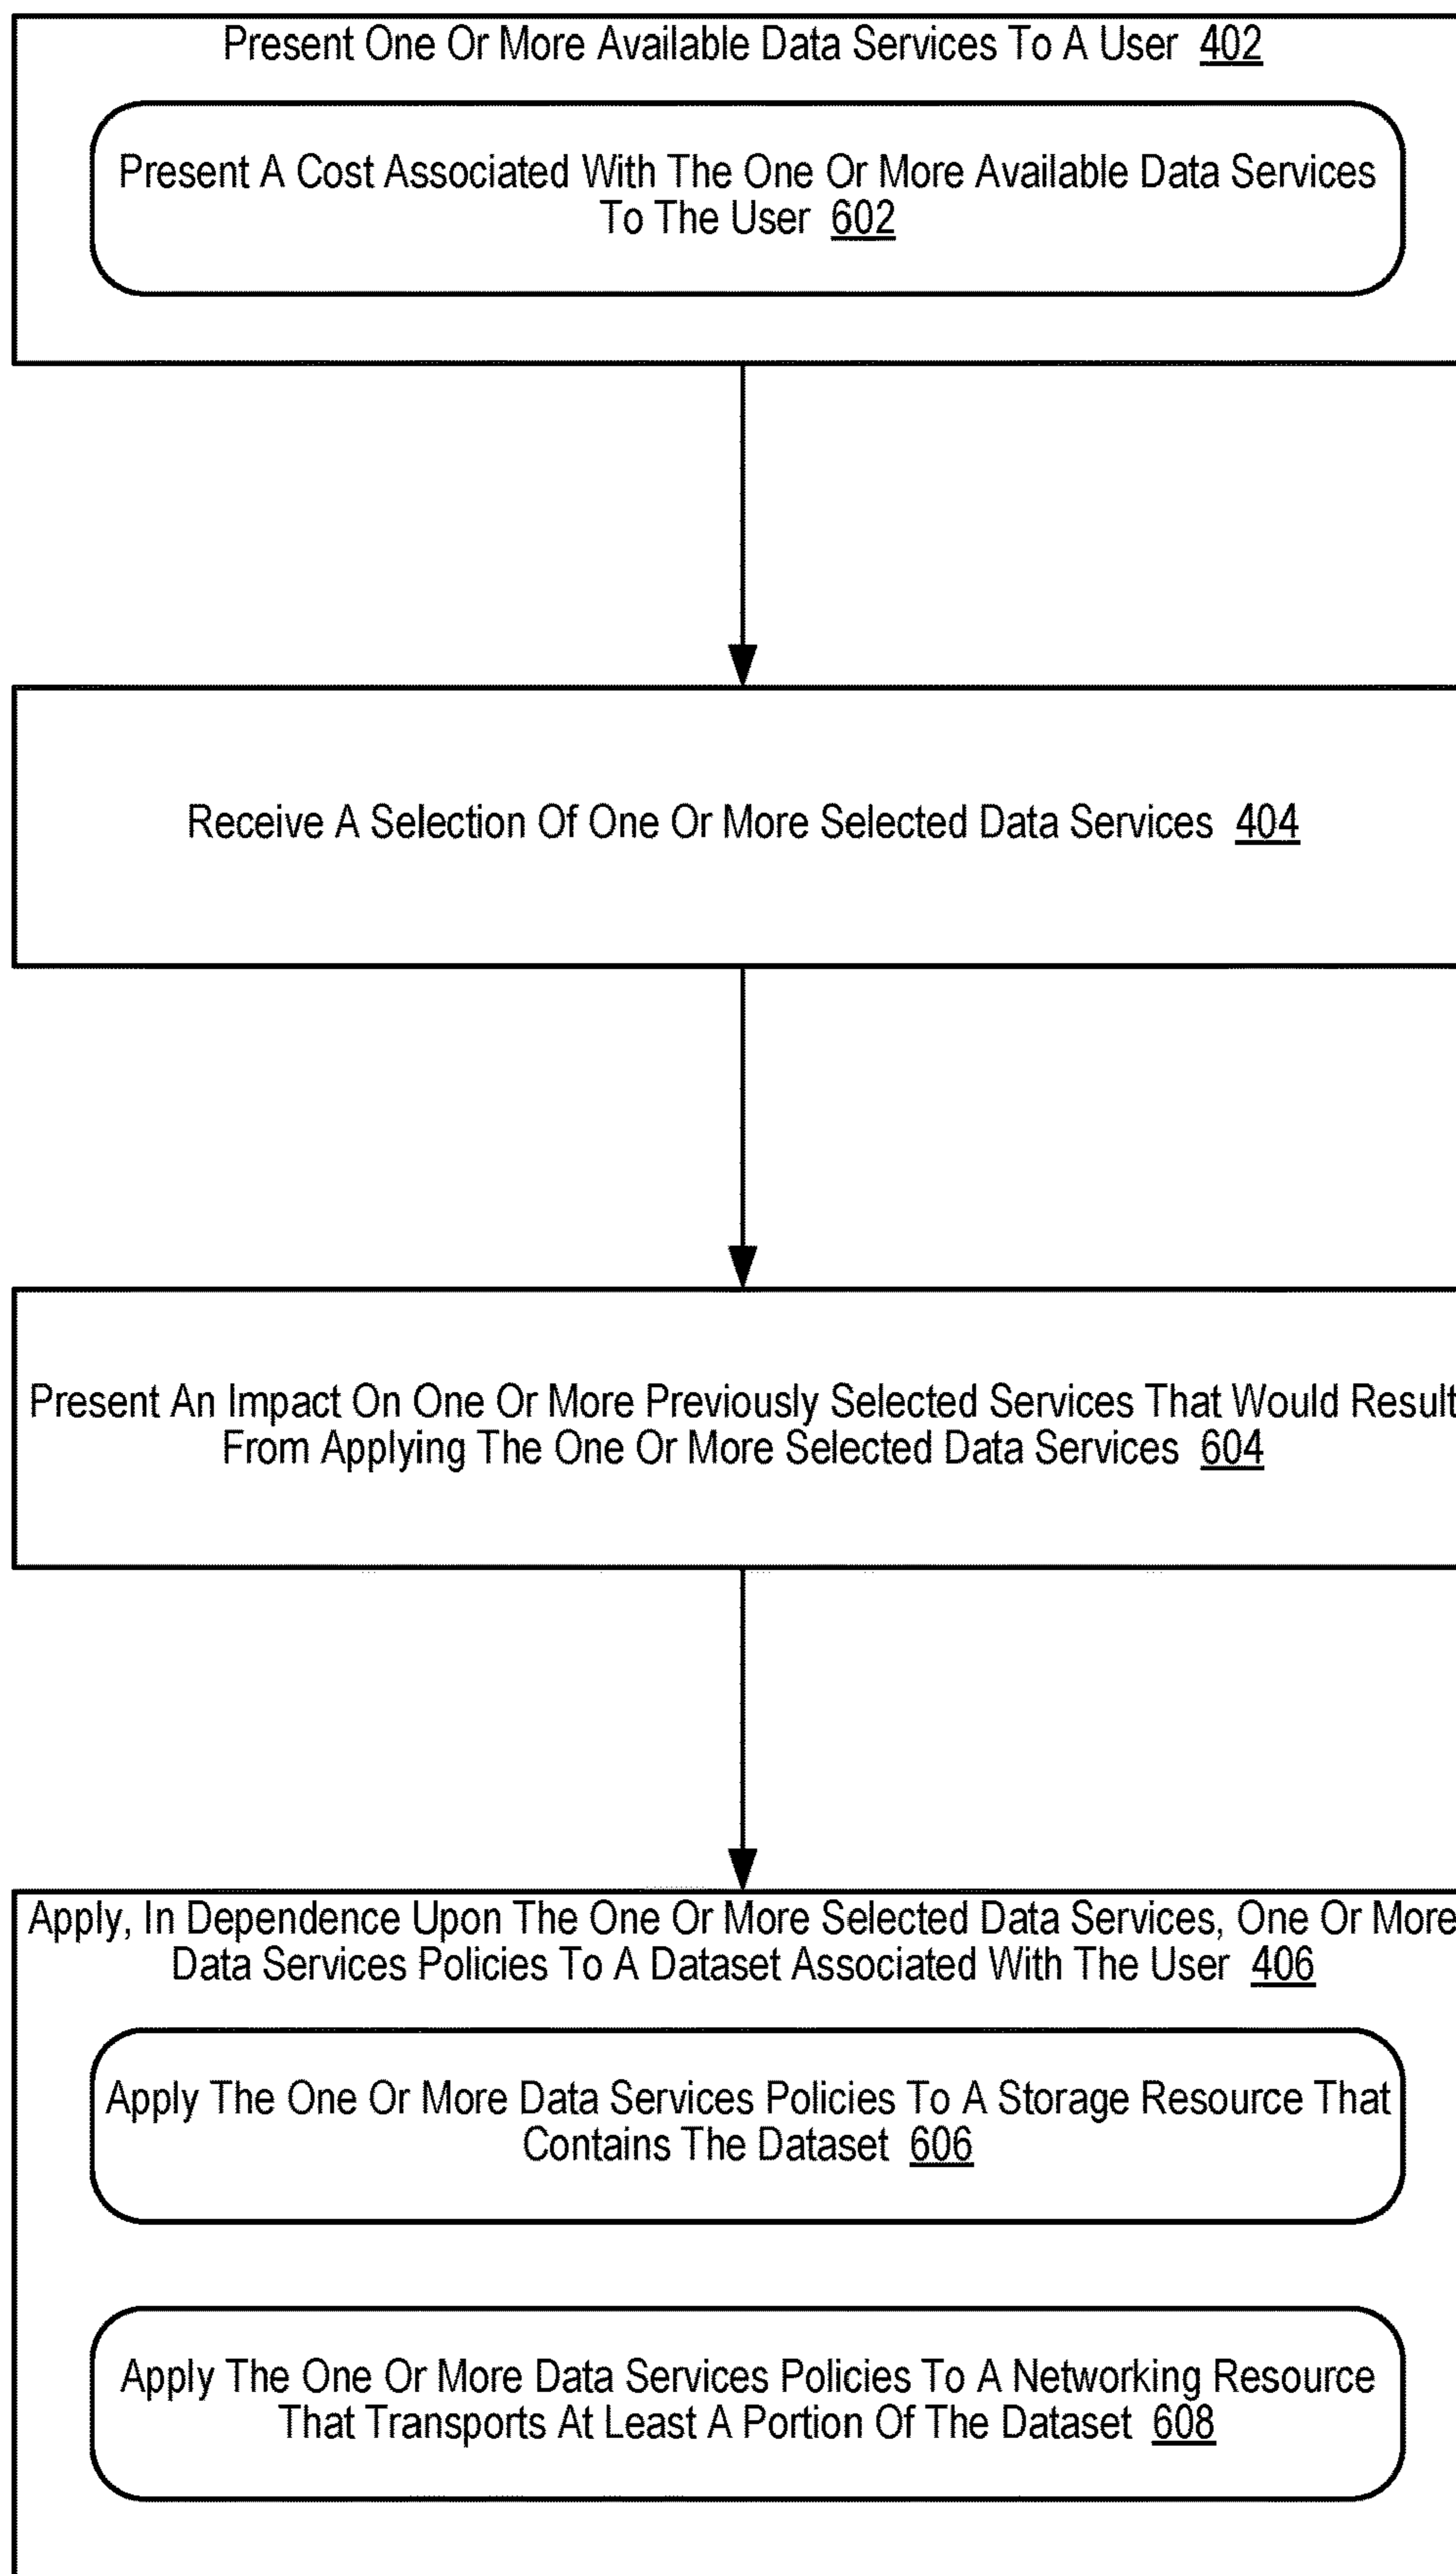 Present One Or More Available Data Services To A User 402
Present A Cost Associated With The One Or More Available Data Services
To The User 602
Receive A Selection Of One Or More Selected Data Services 404
Present An Impact On One Or More Previously Selected Services That Would Result
From Applying The One Or More Selected Data Services 604
Apply, In Dependence Upon The One Or More Selected Data Services, One Or More
Data Services Policies To A Dataset Associated With The User 406
Apply The One Or More Data Services Policies To A Storage Resource That
Contains The Dataset 606
Apply The One Or More Data Services Policies To A Networking Resource
That Transports At Least A Portion Of The Dataset 608